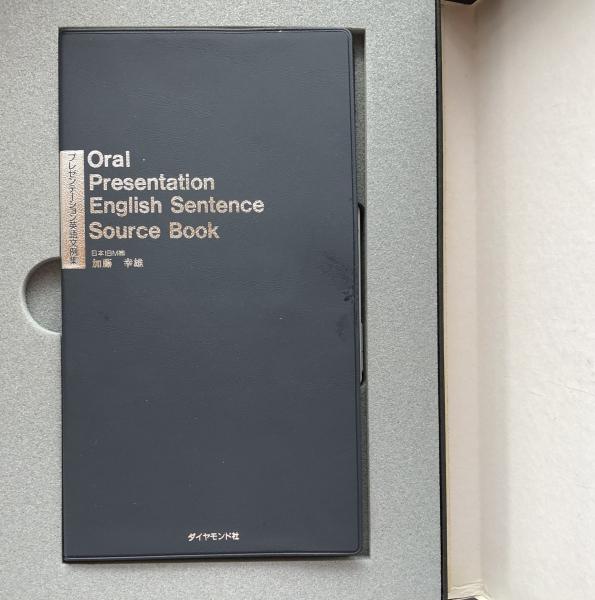 プレゼンテーション英語文例集
Oral
Presentation
English Sentence
Source Book
日本IBM㈱
加藤 幸雄
ダイヤモンド社